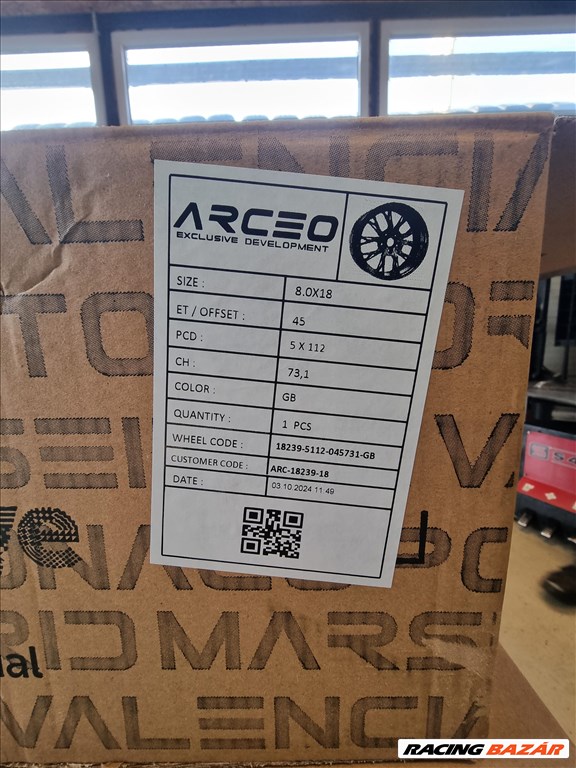 VALENCIA
ARCEO
EXCLUSIVE DEVELOPMENT
SIZE : 8.0X18
ET / OFFSET : 45
PCD : 5 X 112
CH : 73,1
COLOR : GB
QUANTITY : 1 PCS
WHEEL CODE : 18239-5112-045731-GB
CUSTOMER CODE : ARC-18239-18
DATE : 03 10 2024 11:49
MARS
VALENCIA
RACING BAZÁR